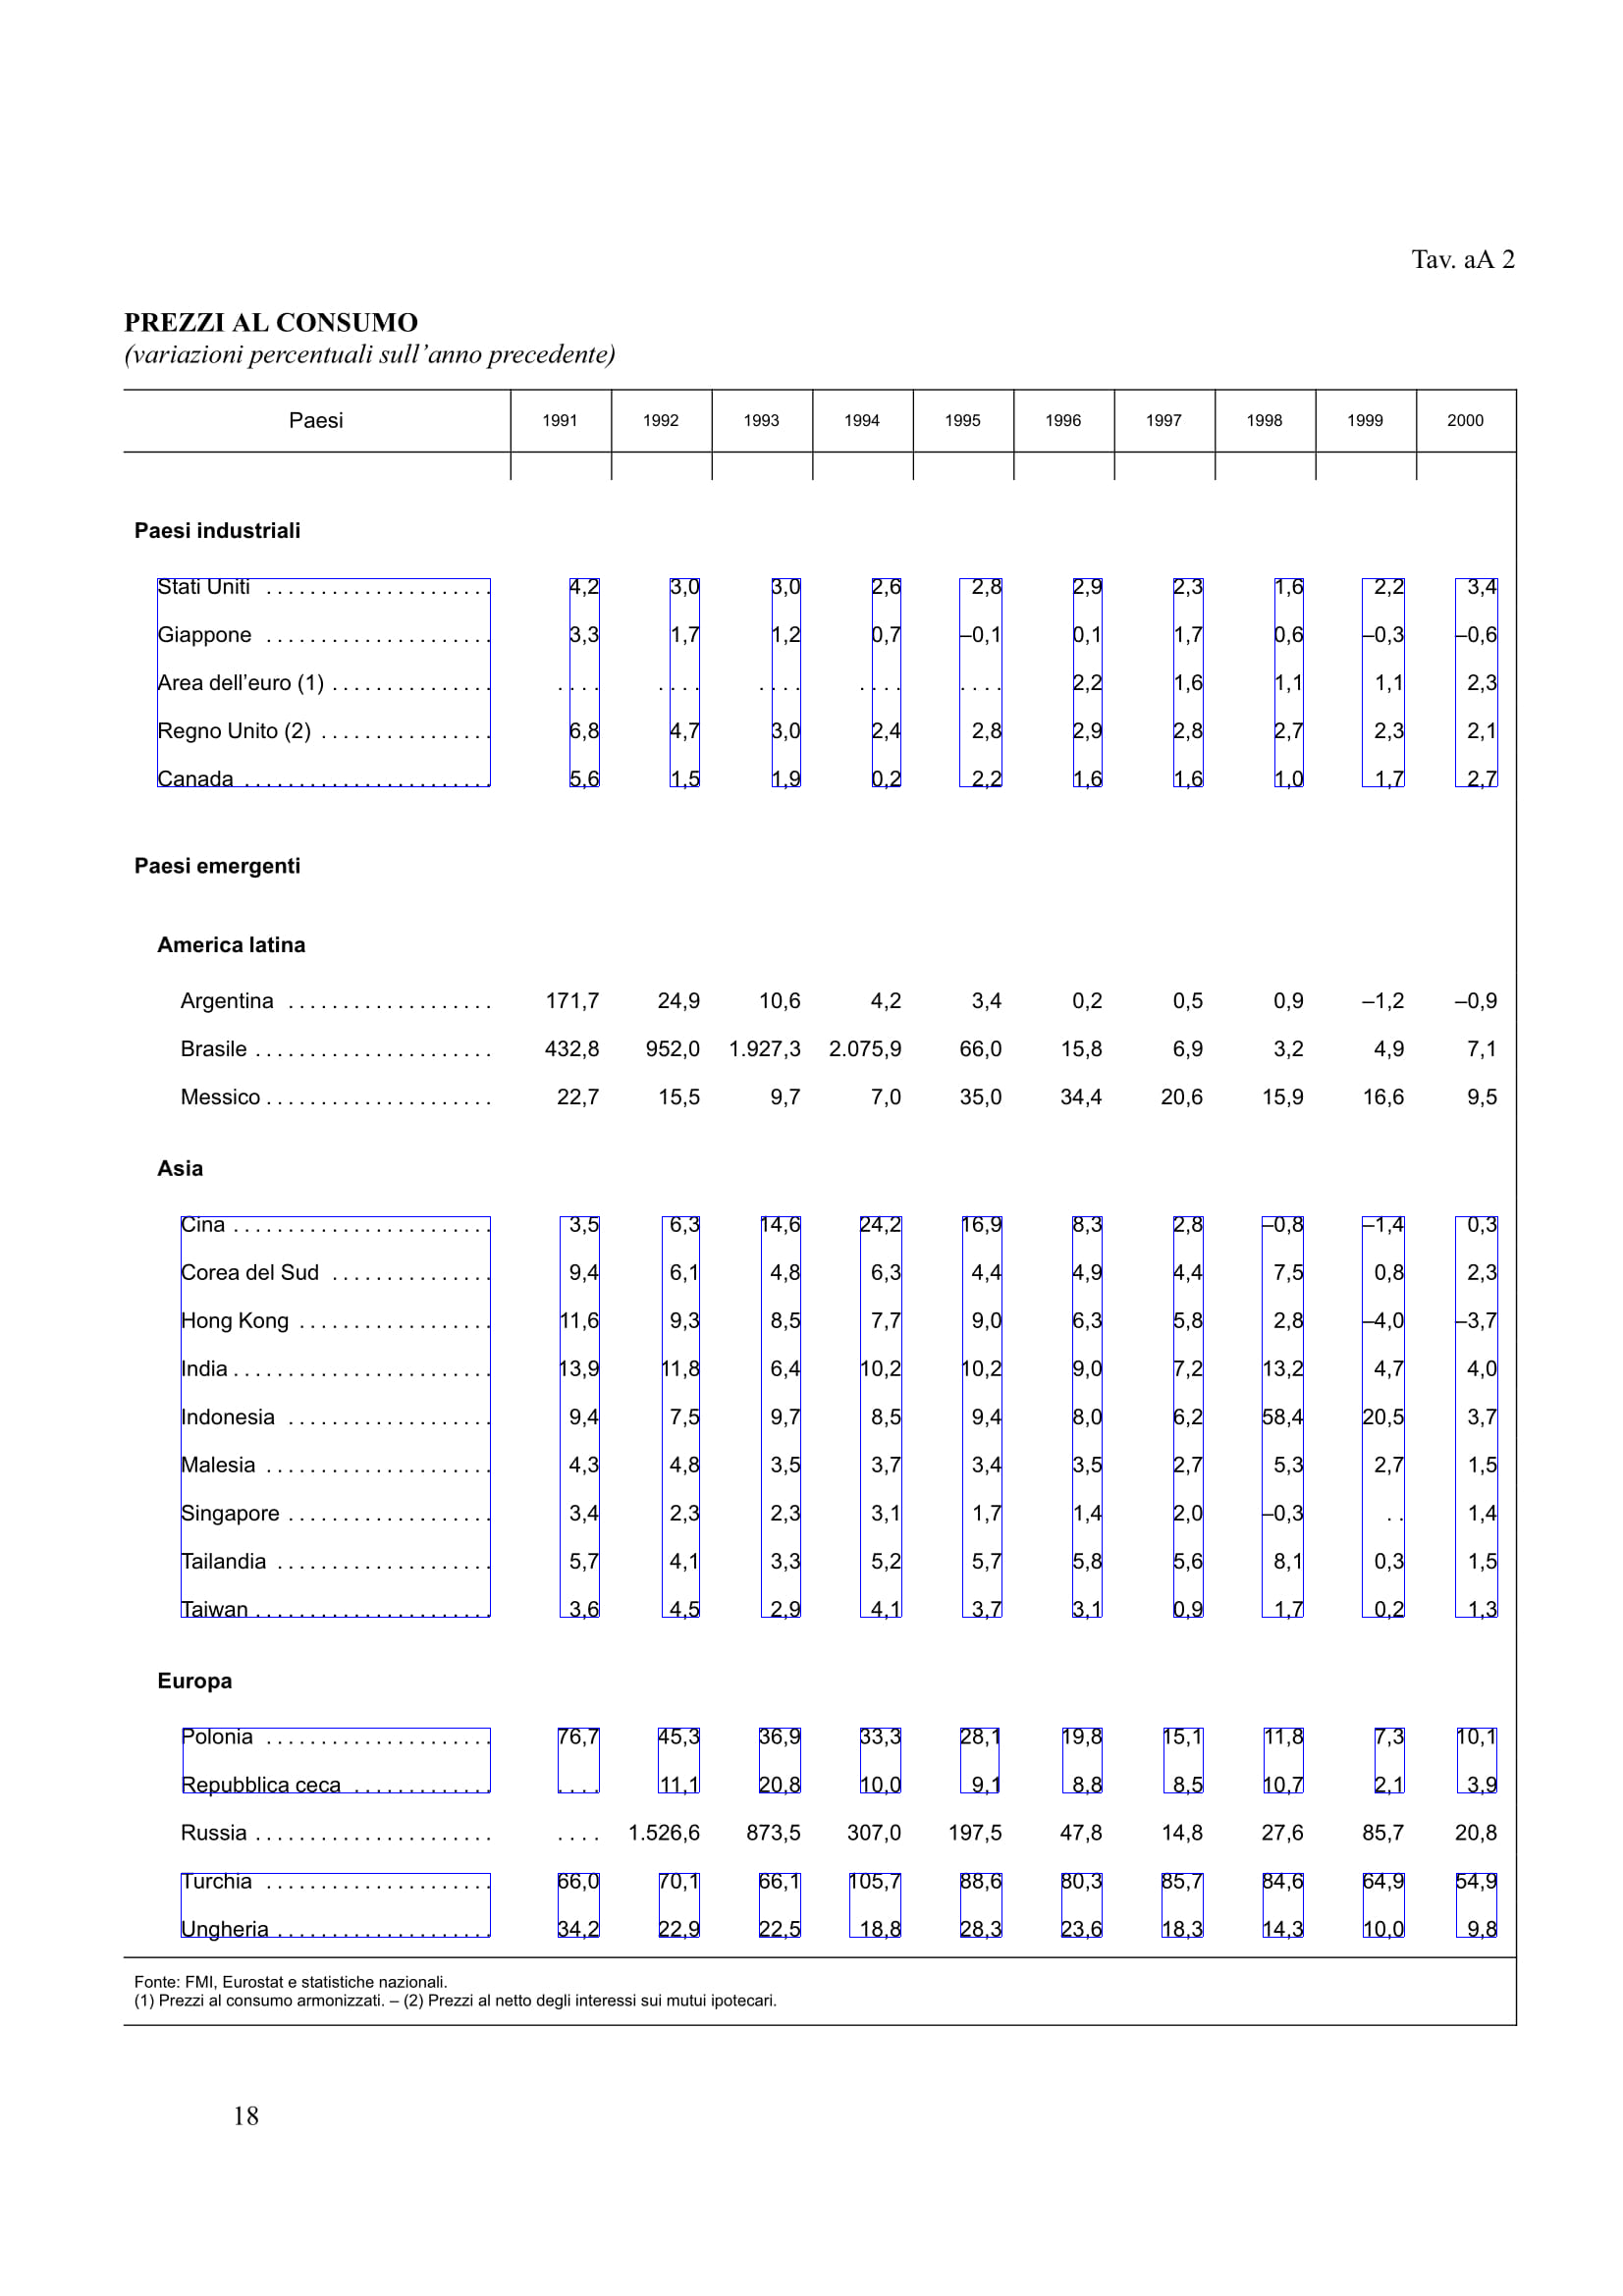 Tav. aA 2
PREZZI AL CONSUMO
(variazioni percentuali sull’anno precedente)
Paesi 1991 1992 1993 1994 1995 1996 1997 1998 1999 2000
Paesi industriali
Stati Uniti . . . . . . . . . . . . . . . . . . . . . 4,2 3,0 3,0 2,6 2,8 2,9 2,3 1,6 2,2 3,4
Giappone . . . . . . . . . . . . . . . . . . . . . 3,3 1,7 1,2 0,7 –0,1 0,1 1,7 0,6 –0,3 –0,6
Area dell’euro (1) . . . . . . . . . . . . . . . . . . . . . . . . . . . . . . . . . . . 2,2 1,6 1,1 1,1 2,3
Regno Unito (2) . . . . . . . . . . . . . . . . 6,8 4,7 3,0 2,4 2,8 2,9 2,8 2,7 2,3 2,1
Canada . . . . . . . . . . . . . . . . . . . . . . . 5,6 1,5 1,9 0,2 2,2 1,6 1,6 1,0 1,7 2,7
Paesi emergenti
America latina
Argentina . . . . . . . . . . . . . . . . . . . 171,7 24,9 10,6 4,2 3,4 0,2 0,5 0,9 –1,2 –0,9
Brasile . . . . . . . . . . . . . . . . . . . . . . 432,8 952,0 1.927,3 2.075,9 66,0 15,8 6,9 3,2 4,9 7,1
Messico . . . . . . . . . . . . . . . . . . . . . 22,7 15,5 9,7 7,0 35,0 34,4 20,6 15,9 16,6 9,5
Asia
Cina . . . . . . . . . . . . . . . . . . . . . . . . 3,5 6,3 14,6 24,2 16,9 8,3 2,8 –0,8 –1,4 0,3
Corea del Sud . . . . . . . . . . . . . . . 9,4 6,1 4,8 6,3 4,4 4,9 4,4 7,5 0,8 2,3
Hong Kong . . . . . . . . . . . . . . . . . . 11,6 9,3 8,5 7,7 9,0 6,3 5,8 2,8 –4,0 –3,7
India . . . . . . . . . . . . . . . . . . . . . . . . 13,9 11,8 6,4 10,2 10,2 9,0 7,2 13,2 4,7 4,0
Indonesia . . . . . . . . . . . . . . . . . . . 9,4 7,5 9,7 8,5 9,4 8,0 6,2 58,4 20,5 3,7
Malesia . . . . . . . . . . . . . . . . . . . . . 4,3 4,8 3,5 3,7 3,4 3,5 2,7 5,3 2,7 1,5
Singapore . . . . . . . . . . . . . . . . . . . 3,4 2,3 2,3 3,1 1,7 1,4 2,0 –0,3 . . 1,4
Tailandia . . . . . . . . . . . . . . . . . . . . 5,7 4,1 3,3 5,2 5,7 5,8 5,6 8,1 0,3 1,5
Taiwan . . . . . . . . . . . . . . . . . . . . . . 3,6 4,5 2,9 4,1 3,7 3,1 0,9 1,7 0,2 1,3
Europa
Polonia . . . . . . . . . . . . . . . . . . . . . 76,7 45,3 36,9 33,3 28,1 19,8 15,1 11,8 7,3 10,1
Repubblica ceca . . . . . . . . . . . . . . . . . 11,1 20,8 10,0 9,1 8,8 8,5 10,7 2,1 3,9
Russia . . . . . . . . . . . . . . . . . . . . . . . . . . 1.526,6 873,5 307,0 197,5 47,8 14,8 27,6 85,7 20,8
Turchia . . . . . . . . . . . . . . . . . . . . . 66,0 70,1 66,1 105,7 88,6 80,3 85,7 84,6 64,9 54,9
Ungheria . . . . . . . . . . . . . . . . . . . . 34,2 22,9 22,5 18,8 28,3 23,6 18,3 14,3 10,0 9,8
Fonte: FMI, Eurostat e statistiche nazionali.
(1) Prezzi al consumo armonizzati. – (2) Prezzi al netto degli interessi sui mutui ipotecari.
18